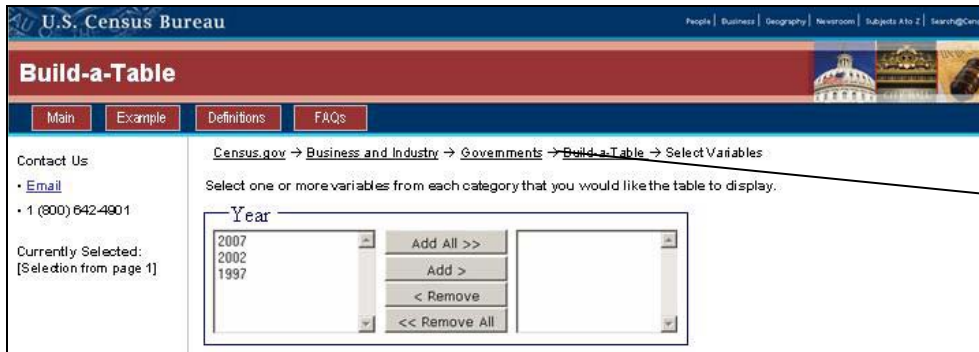 U.S. Census Bureau
People | Business | Geography | Newsroom | Subjects A to Z | Search@Cens
Build-a-Table
Main Example Definitions FAQs
Contact Us
• Email
• 1 (800) 642-4901
Currently Selected:
[Selection from page 1]
Census.gov → Business and Industry → Governments → Build-a-Table → Select Variables
Select one or more variables from each category that you would like the table to display.
Year
2007
2002
1997
Add All >>
Add >
< Remove
<< Remove All